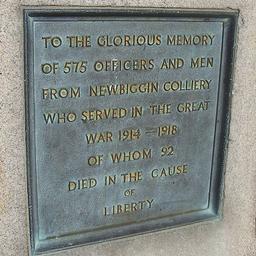 TO THE GLORIOUS MEMORY
OF 575 OFFICERS AND MEN
FROM NEWBIGGIN COLLIERY
WHO SERVED IN THE GREAT
WAR 1914 - 1918
OF WHOM 92
DIED IN THE CAUSE
OF
LIBERTY